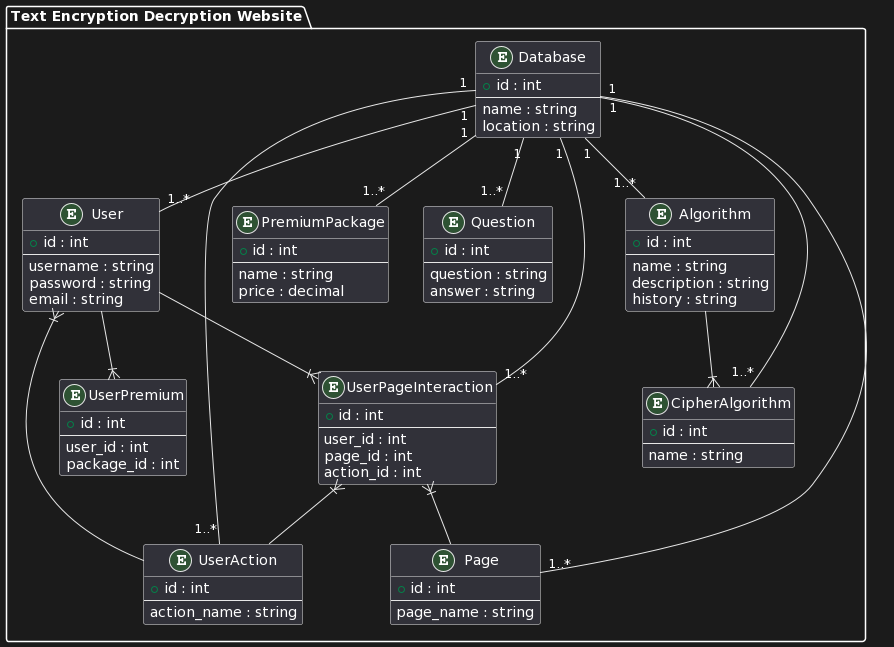 Text Encryption Decryption Website
E Database
id : int
name : string
location : string
1
1
1
1
1
1
1
1
1..*
1..*
1..*
1..*
E User
id : int
username : string
password : string
email : string
E PremiumPackage
id : int
name : string
price : decimal
E Question
id : int
question : string
answer : string
E Algorithm
id : int
name : string
description : string
history : string
1..*
1..*
E UserPremium
id : int
user_id : int
package_id : int
E UserPageInteraction
id : int
user_id : int
page_id : int
action_id : int
E CipherAlgorithm
id : int
name : string
1..*
1..*
E UserAction
id : int
action_name : string
E Page
id : int
page_name : string